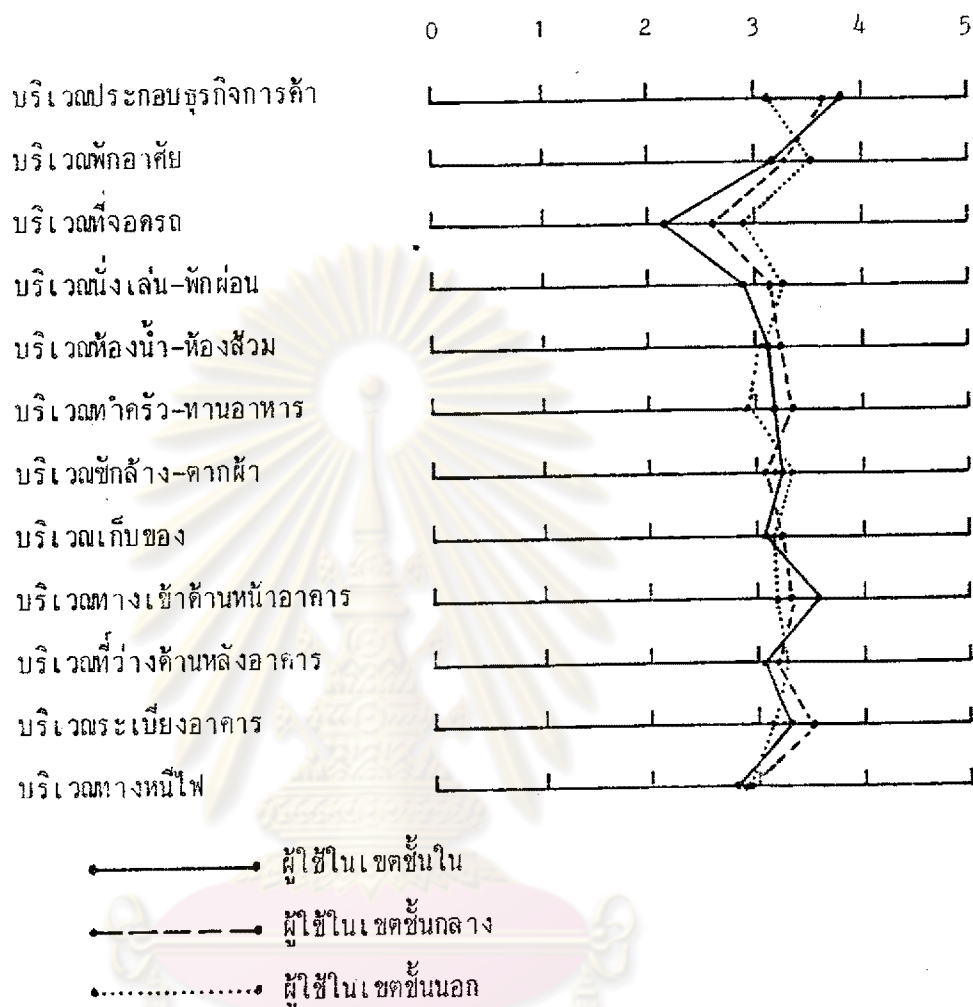 0 1 2 3 4 5
บริเวณประกอบธุรกิจการค้า
บริเวณพักอาศัย
บริเวณที่จอดรถ
บริเวณนั่งเล่น-พักผ่อน
บริเวณห้องน้ำ-ห้องส้วม
บริเวณทำครัว-ทานอาหาร
บริเวณซักล้าง-ตากผ้า
บริเวณเก็บของ
บริเวณทางเข้าด้านหน้าอาคาร
บริเวณที่ว่างด้านหลังอาคาร
บริเวณระเบียงอาคาร
บริเวณทางหนีไฟ
ผู้ใช้ในเขตชั้นใน
ผู้ใช้ในเขตชั้นกลาง
ผู้ใช้ในเขตชั้นนอก